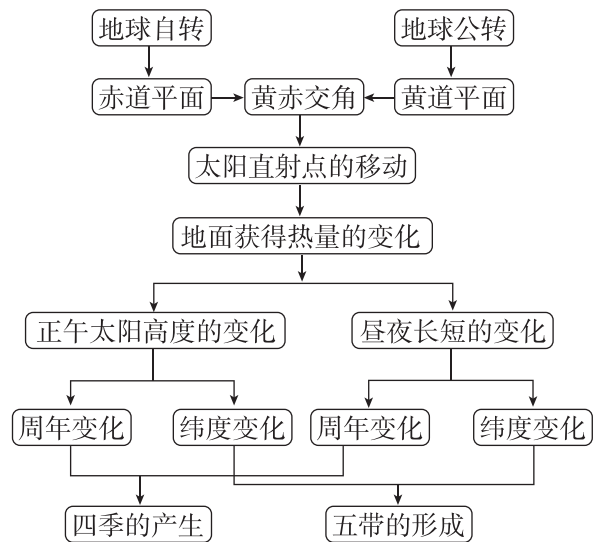 地球自转
地球公转
赤道平面
黄赤交角
黄道平面
太阳直射点的移动
地面获得热量的变化
正午太阳高度的变化
昼夜长短的变化
周年变化
纬度变化
周年变化
纬度变化
四季的产生
五带的形成